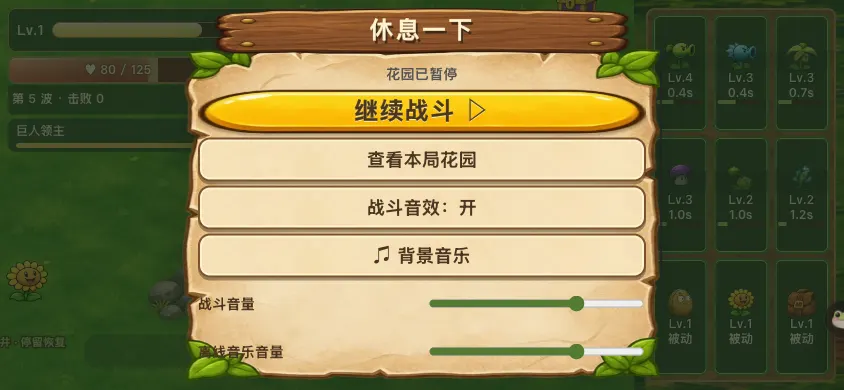 休息一下
Lv.1
80 / 125
第 5 波 · 击败 0
巨人领主
花园已暂停
继续战斗
查看本局花园
战斗音效：开
背景音乐
战斗音量
离线音乐音量
井 · 停留恢复
Lv.4 Lv.3 Lv.3
0.4s 0.4s 0.7s
Lv.3 Lv.2 Lv.2
1.0s 1.0s 1.2s
Lv.1 Lv.1 Lv.1
被动 被动 被动